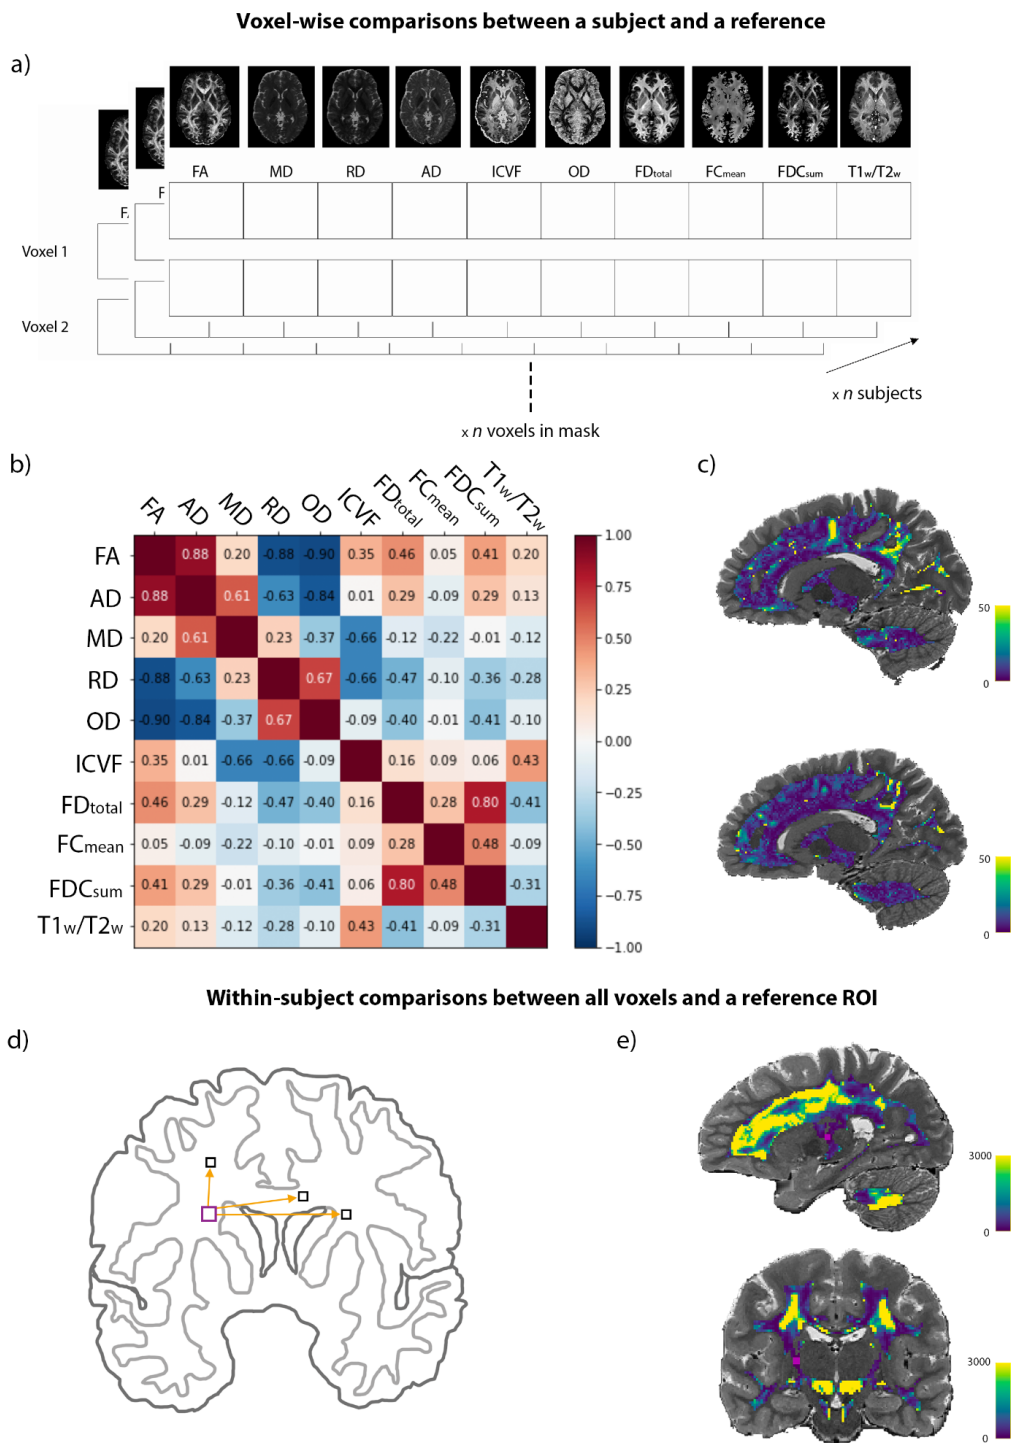 Voxel-wise comparisons between a subject and a reference
a)
FA MD RD AD ICVF OD FDtotal FCmean FDCsum T1w/T2w
F
FA
Voxel 1
Voxel 2
x n subjects
x n voxels in mask
b)
FA AD MD RD OD ICVF FDtotal FCmean FDCsum T1w/T2w
FA 0.88 0.20 -0.88 -0.90 0.35 0.46 0.05 0.41 0.20
AD 0.88 0.61 -0.63 -0.84 0.01 0.29 -0.09 0.29 0.13
MD 0.20 0.61 0.23 -0.37 -0.66 -0.12 -0.22 -0.01 -0.12
RD -0.88 -0.63 0.23 0.67 -0.66 -0.47 -0.10 -0.36 -0.28
OD -0.90 -0.84 -0.37 0.67 -0.09 -0.40 -0.01 -0.41 -0.10
ICVF 0.35 0.01 -0.66 -0.66 -0.09 0.16 0.09 0.06 0.43
FDtotal 0.46 0.29 -0.12 -0.47 -0.40 0.16 0.28 0.80 -0.41
FCmean 0.05 -0.09 -0.22 -0.10 -0.01 0.09 0.28 0.48 -0.09
FDCsum 0.41 0.29 -0.01 -0.36 -0.41 0.06 0.80 0.48 -0.31
T1w/T2w 0.20 0.13 -0.12 -0.28 -0.10 0.43 -0.41 -0.09 -0.31
1.00
0.75
0.50
0.25
0.00
-0.25
-0.50
-0.75
-1.00
c)
50
0
50
0
Within-subject comparisons between all voxels and a reference ROI
d)
e)
3000
0
3000
0